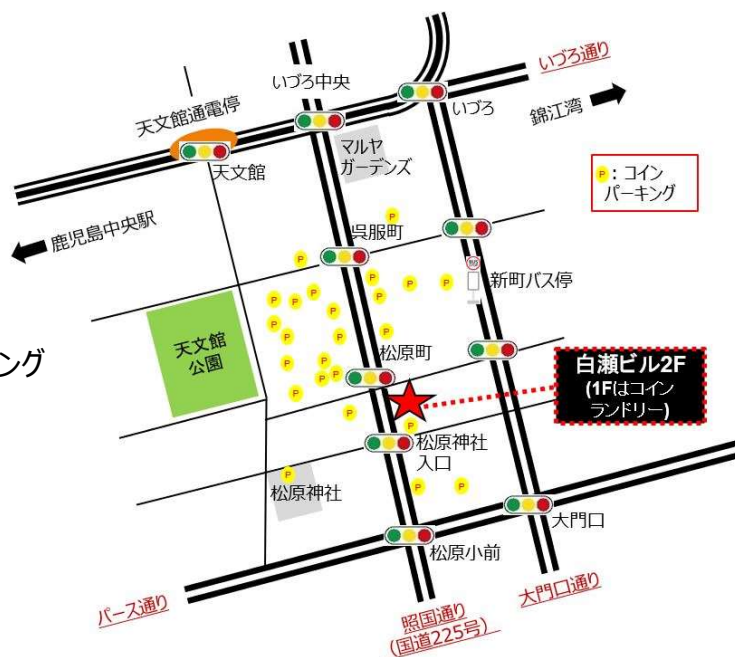 いづろ通り
いづろ中央
いづろ
天文館通電停
錦江湾
天文館
マルヤ
ガーデンズ
P:コイン
パーキング
鹿児島中央駅
呉服町
新町バス停
天文館
公園
ング
松原町
白瀬ビル2F
(1Fはコイン
ランドリー)
松原神社
入口
松原神社
大門口
松原小前
パース通り
照国通り
(国道225号)
大門口通り